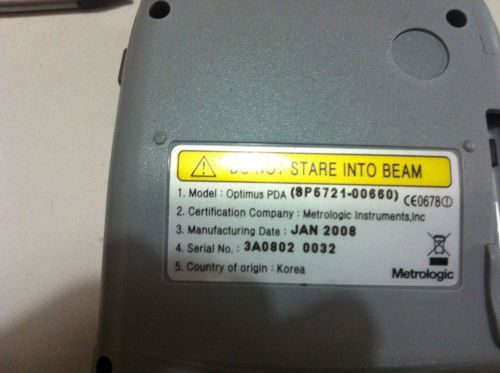 DO NOT STARE INTO BEAM
1. Model : Optimus PDA (SP5721-00660) CE0678
2. Certification Company : Metrologic Instruments,Inc
3. Manufacturing Date : JAN 2008
4. Serial No. : 3A0802 0032
5. Country of origin : Korea
Metrologic